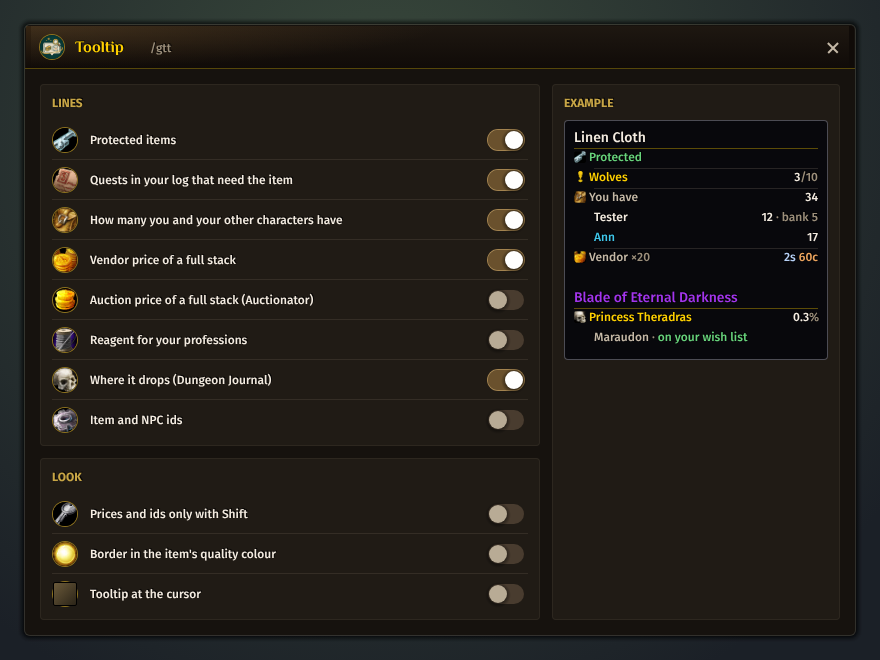 Tooltip /gtt
LINES
Protected items
Quests in your log that need the item
How many you and your other characters have
Vendor price of a full stack
Auction price of a full stack (Auctionator)
Reagent for your professions
Where it drops (Dungeon Journal)
Item and NPC ids
LOOK
Prices and ids only with Shift
Border in the item's quality colour
Tooltip at the cursor
EXAMPLE
Linen Cloth
Protected
Wolves 3/10
You have 34
Tester 12 · bank 5
Ann 17
Vendor ×20 2s 60c
Blade of Eternal Darkness
Princess Theradras 0.3%
Maraudon · on your wish list